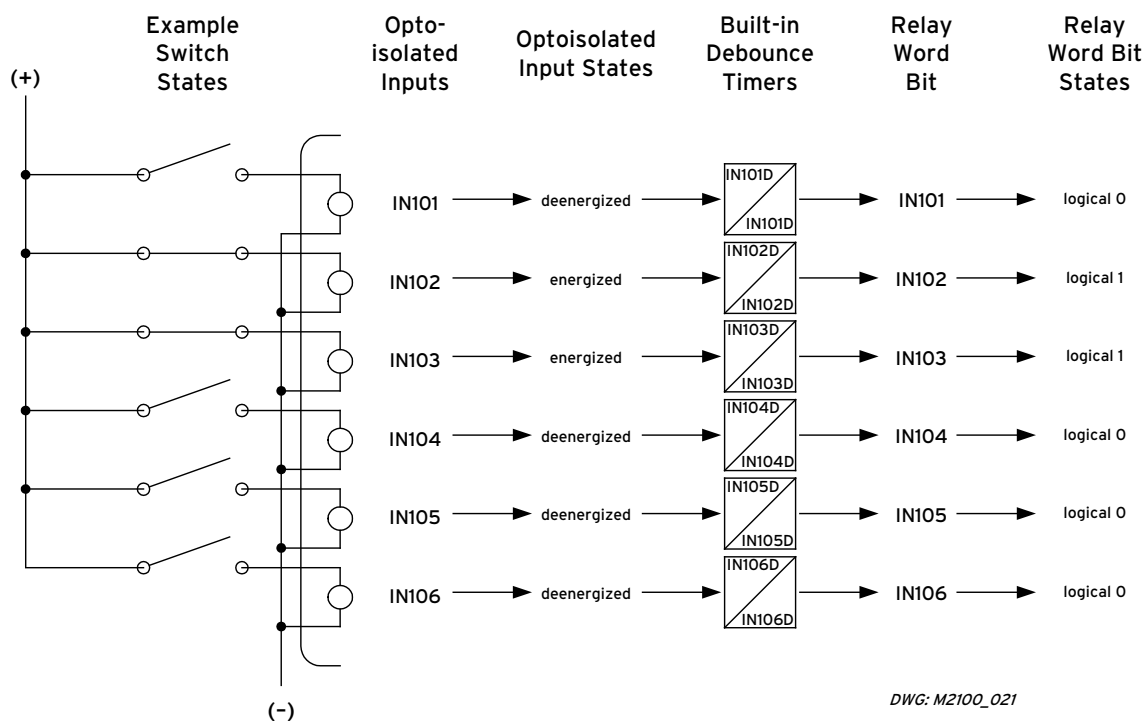 Example
Switch
States
Opto-
isolated
Inputs
Optoisolated
Input States
Built-in
Debounce
Timers
Relay
Word
Bit
Relay
Word Bit
States
(+)
IN101
deenergized
IN101D
IN101D
IN101
logical 0
IN102
energized
IN102D
IN102D
IN102
logical 1
IN103
energized
IN103D
IN103D
IN103
logical 1
IN104
deenergized
IN104D
IN104D
IN104
logical 0
IN105
deenergized
IN105D
IN105D
IN105
logical 0
IN106
deenergized
IN106D
IN106D
IN106
logical 0
(−)
DWG: M2100_021